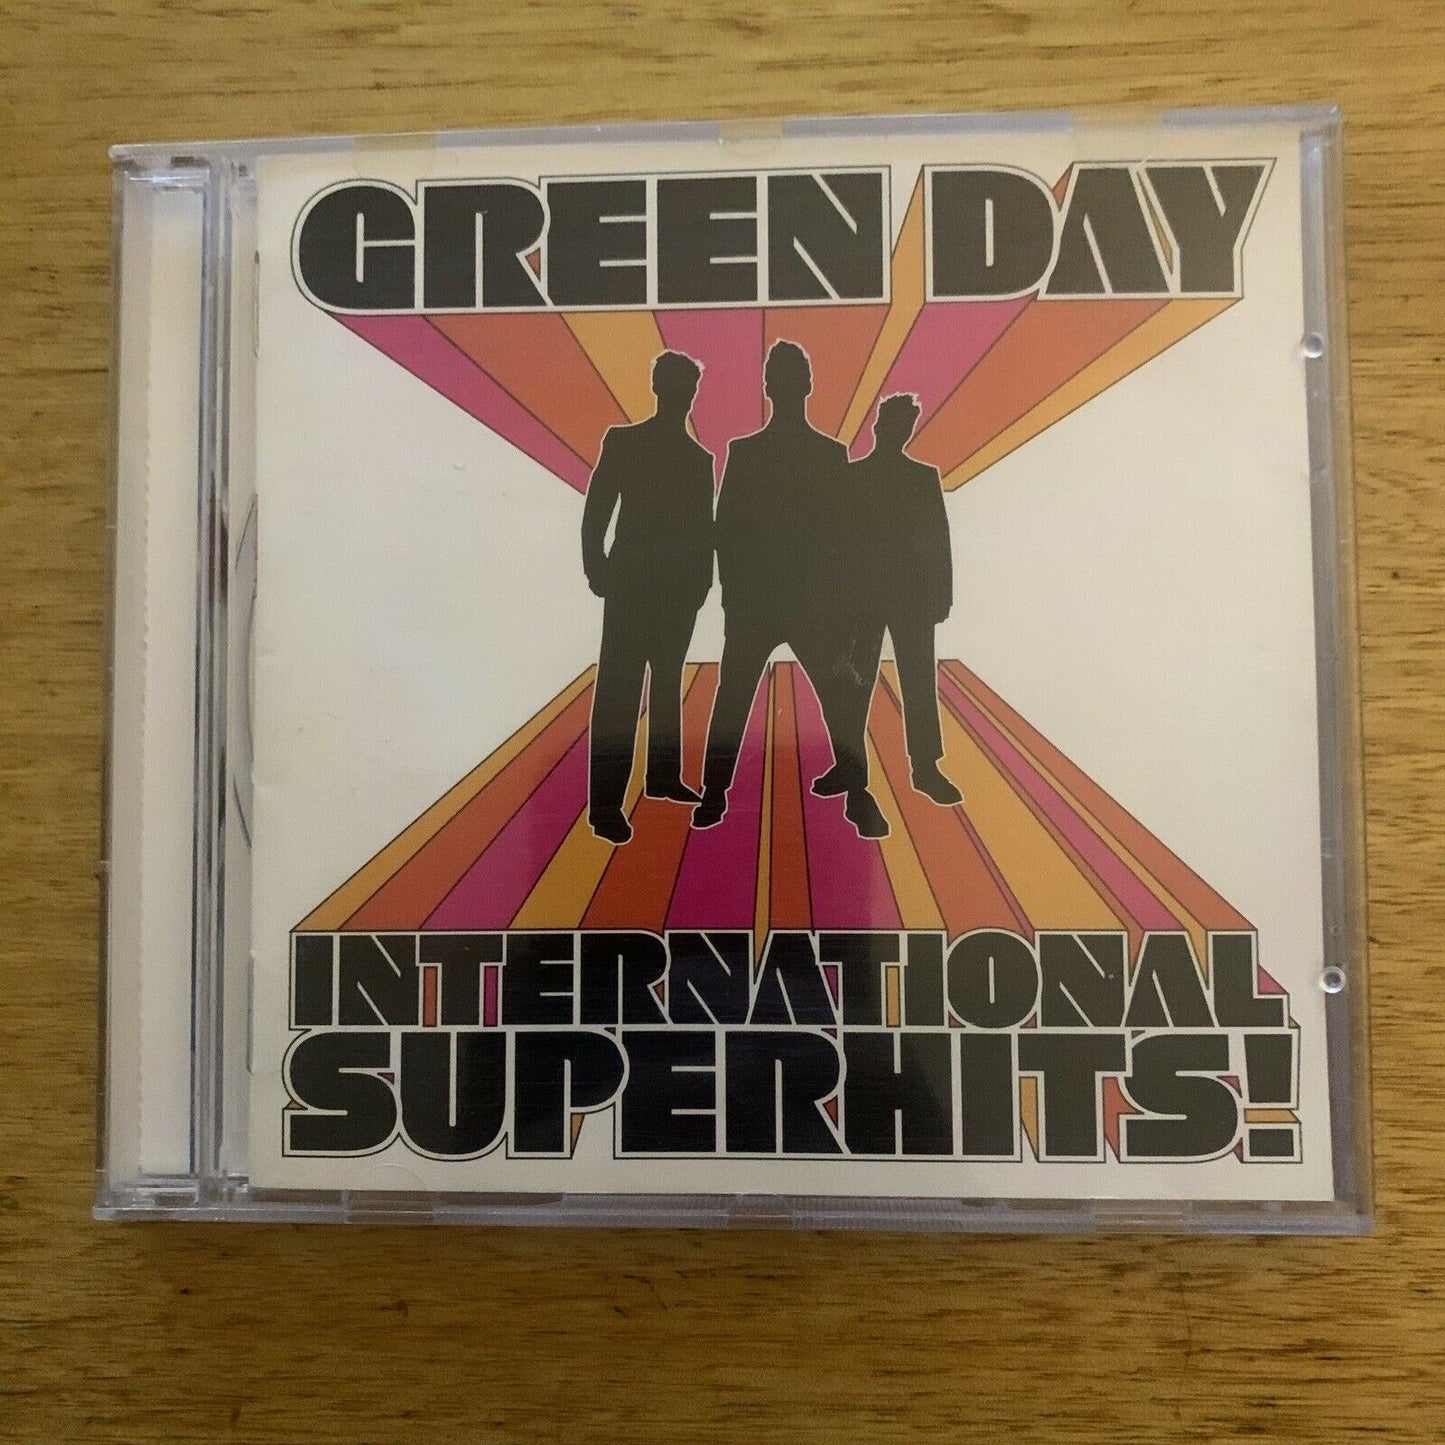 GREEN DAY
INTERNATIONAL
SUPERHITS!